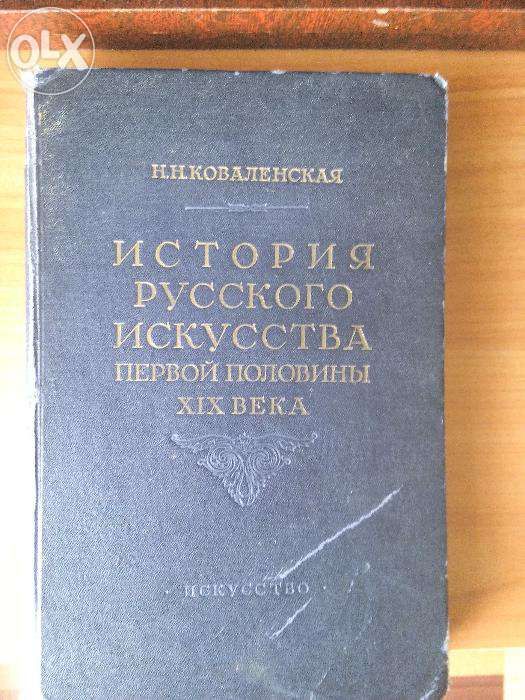 OLX
Н.Н.КОВАЛЕНСКАЯ
ИСТОРИЯ
РУССКОГО
ИСКУССТВА
ПЕРВОЙ ПОЛОВИНЫ
XIX ВЕКА
·ИСКУССТВО·